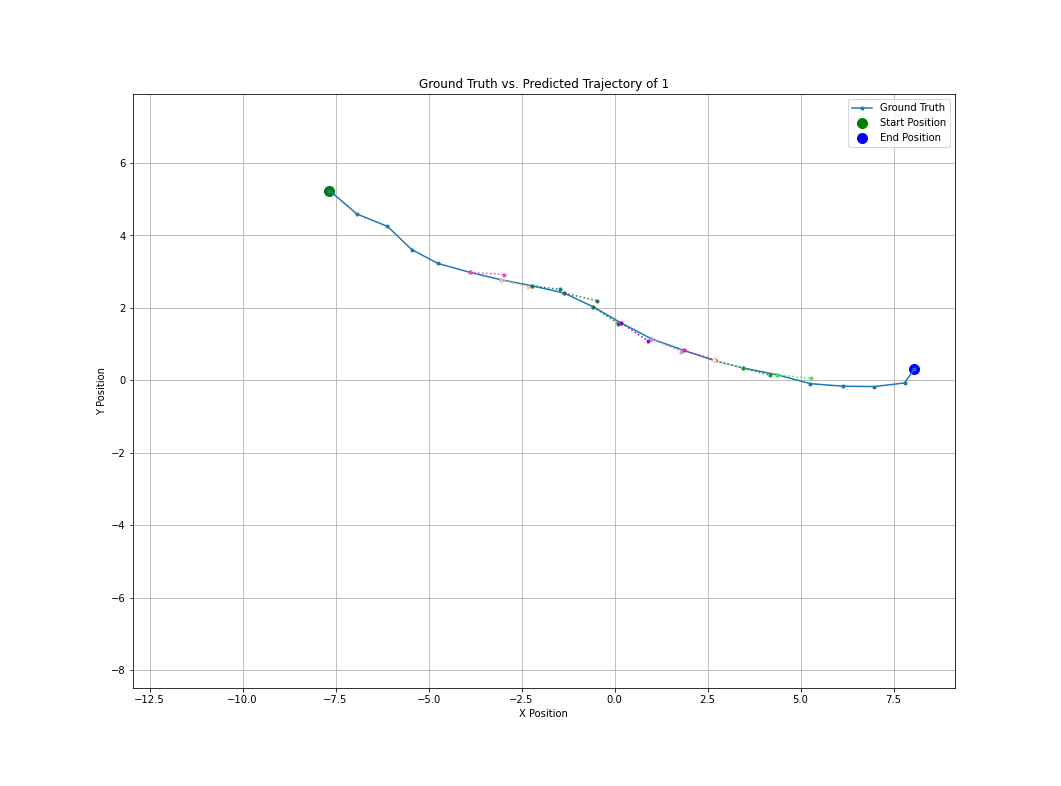 Ground Truth vs. Predicted Trajectory of 1
Ground Truth
Start Position
End Position
6
4
2
0
−2
−4
−6
−8
Y Position
−12.5 −10.0 −7.5 −5.0 −2.5 0.0 2.5 5.0 7.5
X Position